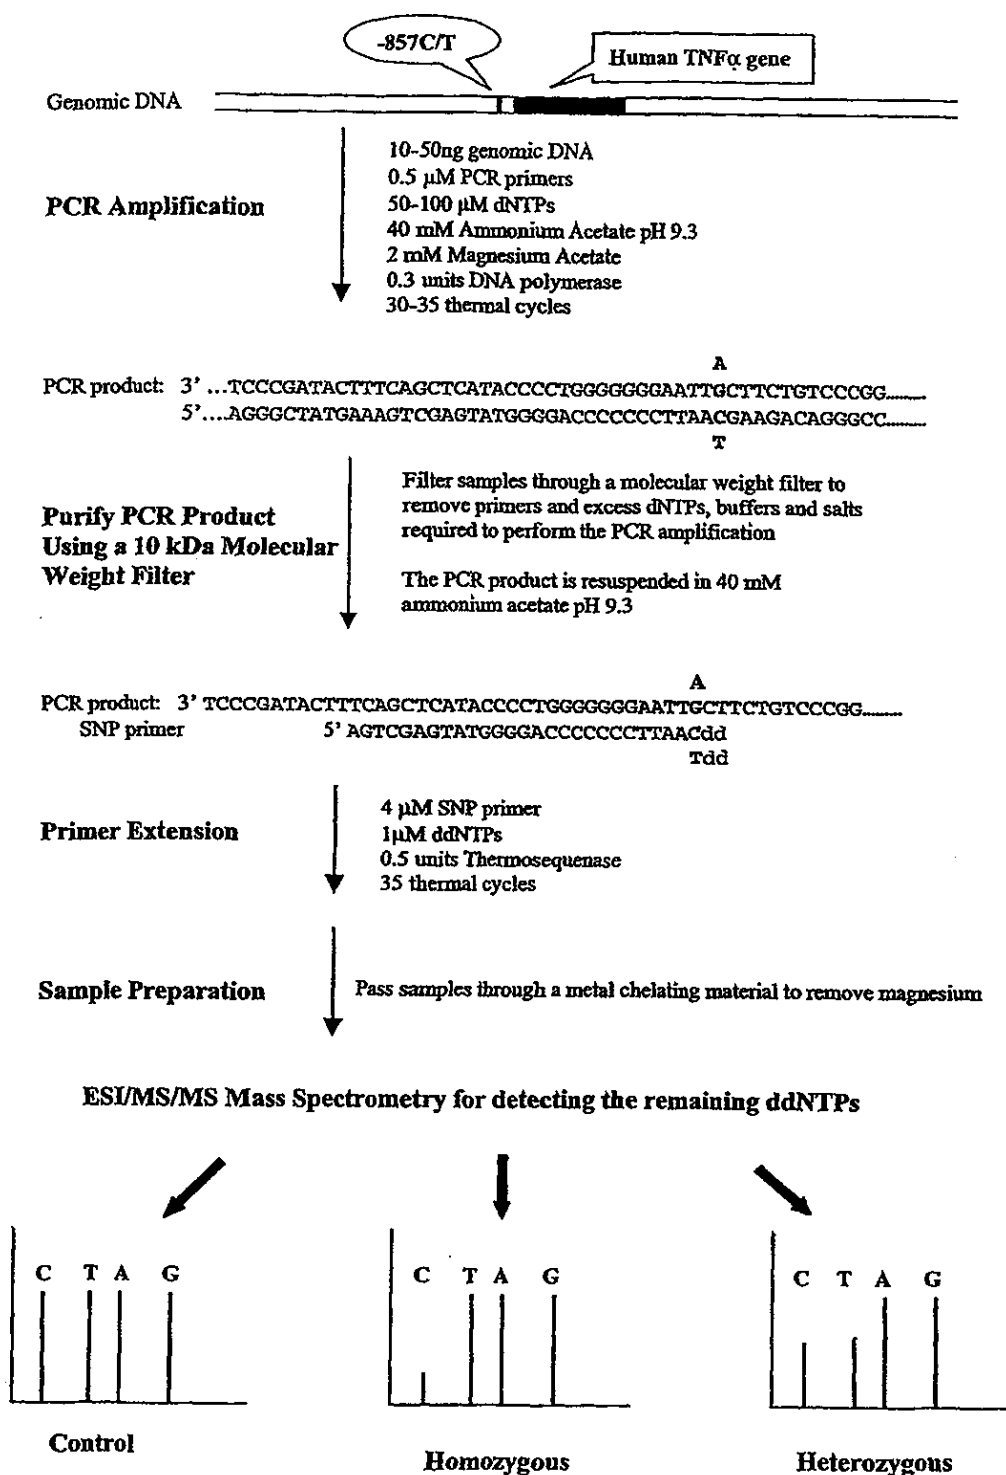 -857C/T
Human TNFα gene
Genomic DNA
PCR Amplification
10-50ng genomic DNA
0.5 µM PCR primers
50-100 µM dNTPs
40 mM Ammonium Acetate pH 9.3
2 mM Magnesium Acetate
0.3 units DNA polymerase
30-35 thermal cycles
A
PCR product: 3' ...TCCCGATACTTTCAGCTCATACCCCTGGGGGGGAATTGCTTCTGTCCCGG.........
5'....AGGGCTATGAAAGTCGAGTATGGGGACCCCCCCTTAACGAAGACAGGGCC.........
T
Purify PCR Product
Using a 10 kDa Molecular
Weight Filter
Filter samples through a molecular weight filter to
remove primers and excess dNTPs, buffers and salts
required to perform the PCR amplification
The PCR product is resuspended in 40 mM
ammonium acetate pH 9.3
A
PCR product: 3' TCCCGATACTTTCAGCTCATACCCCTGGGGGGGAATTGCTTCTGTCCCGG.........
SNP primer 5' AGTCGAGTATGGGGACCCCCCCTTAACdd
Tdd
Primer Extension
4 µM SNP primer
1µM ddNTPs
0.5 units Thermosequenase
35 thermal cycles
Sample Preparation
Pass samples through a metal chelating material to remove magnesium
ESI/MS/MS Mass Spectrometry for detecting the remaining ddNTPs
C T A G
C T A G
C T A G
Control
Homozygous
Heterozygous